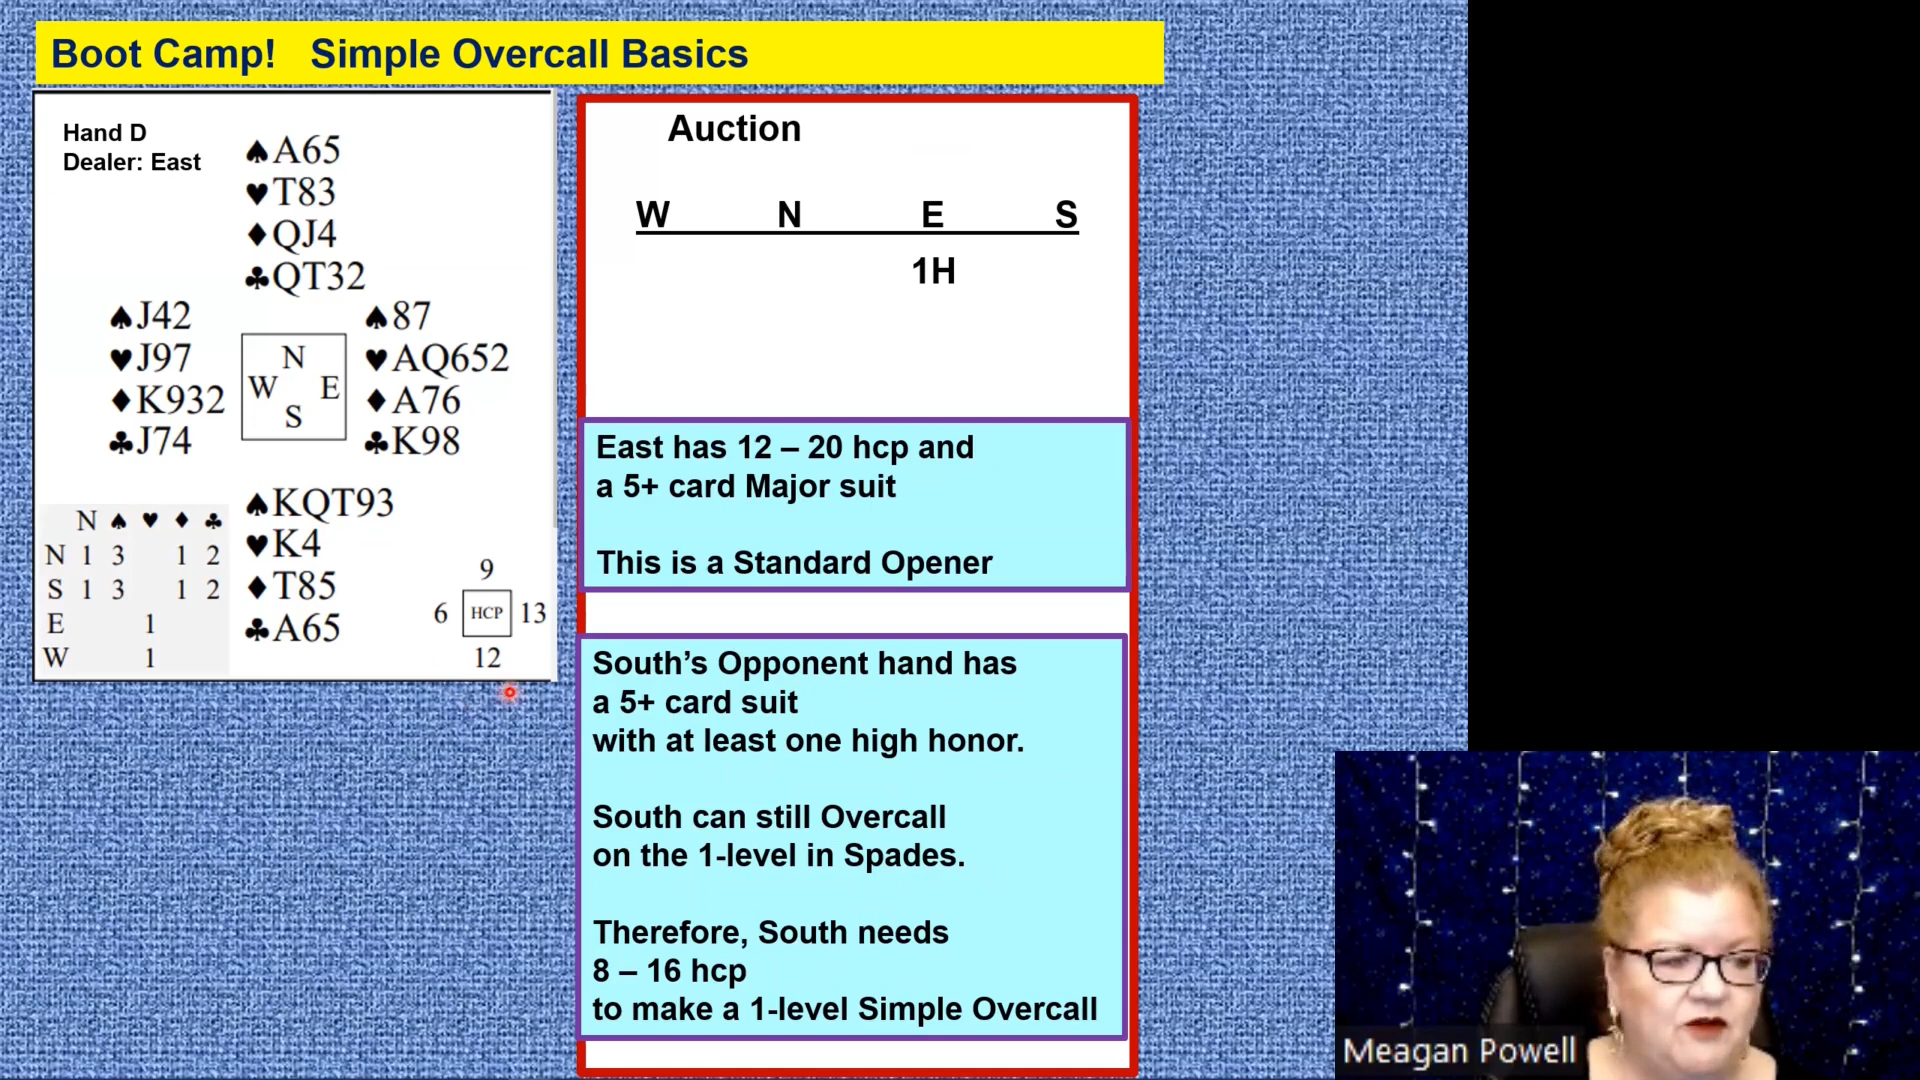 Boot Camp! Simple Overcall Basics
Hand D
Dealer: East
♠A65
♥T83
♦QJ4
♣QT32
♠J42
♥J97
♦K932
♣J74
N
W E
S
♠87
♥AQ652
♦A76
♣K98
♠KQT93
♥K4
♦T85
♣A65
N ♠ ♥ ♦ ♣
N 1 3 1 2
S 1 3 1 2
E 1
W 1
9
6 HCP 13
12
Auction
W N E S
1H
East has 12 – 20 hcp and
a 5+ card Major suit
This is a Standard Opener
South’s Opponent hand has
a 5+ card suit
with at least one high honor.
South can still Overcall
on the 1-level in Spades.
Therefore, South needs
8 – 16 hcp
to make a 1-level Simple Overcall
Meagan Powell